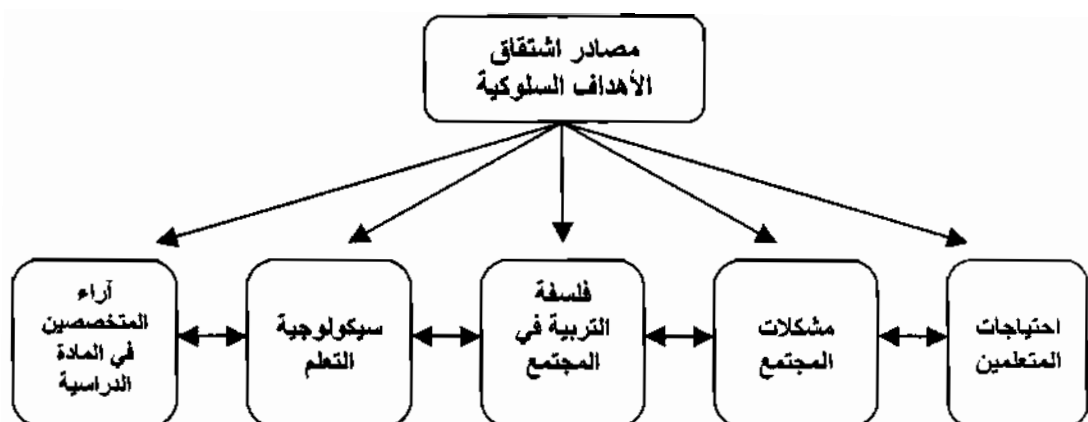 مصادر اشتقاق
الأهداف السلوكية
احتياجات
المتعلمين
مشكلات
المجتمع
فلسفة
التربية في
المجتمع
سيكولوجية
التعلم
آراء
المتخصصين
في المادة
الدراسية